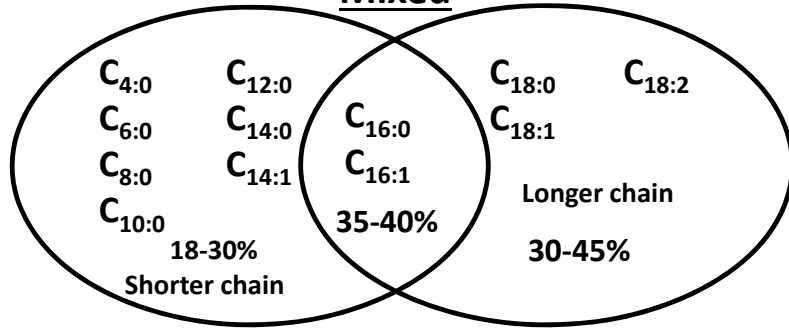 Mixed
C4:0 C12:0
C6:0 C14:0
C8:0 C14:1
C10:0
18-30%
Shorter chain
C16:0
C16:1
35-40%
C18:0 C18:2
C18:1
Longer chain
30-45%